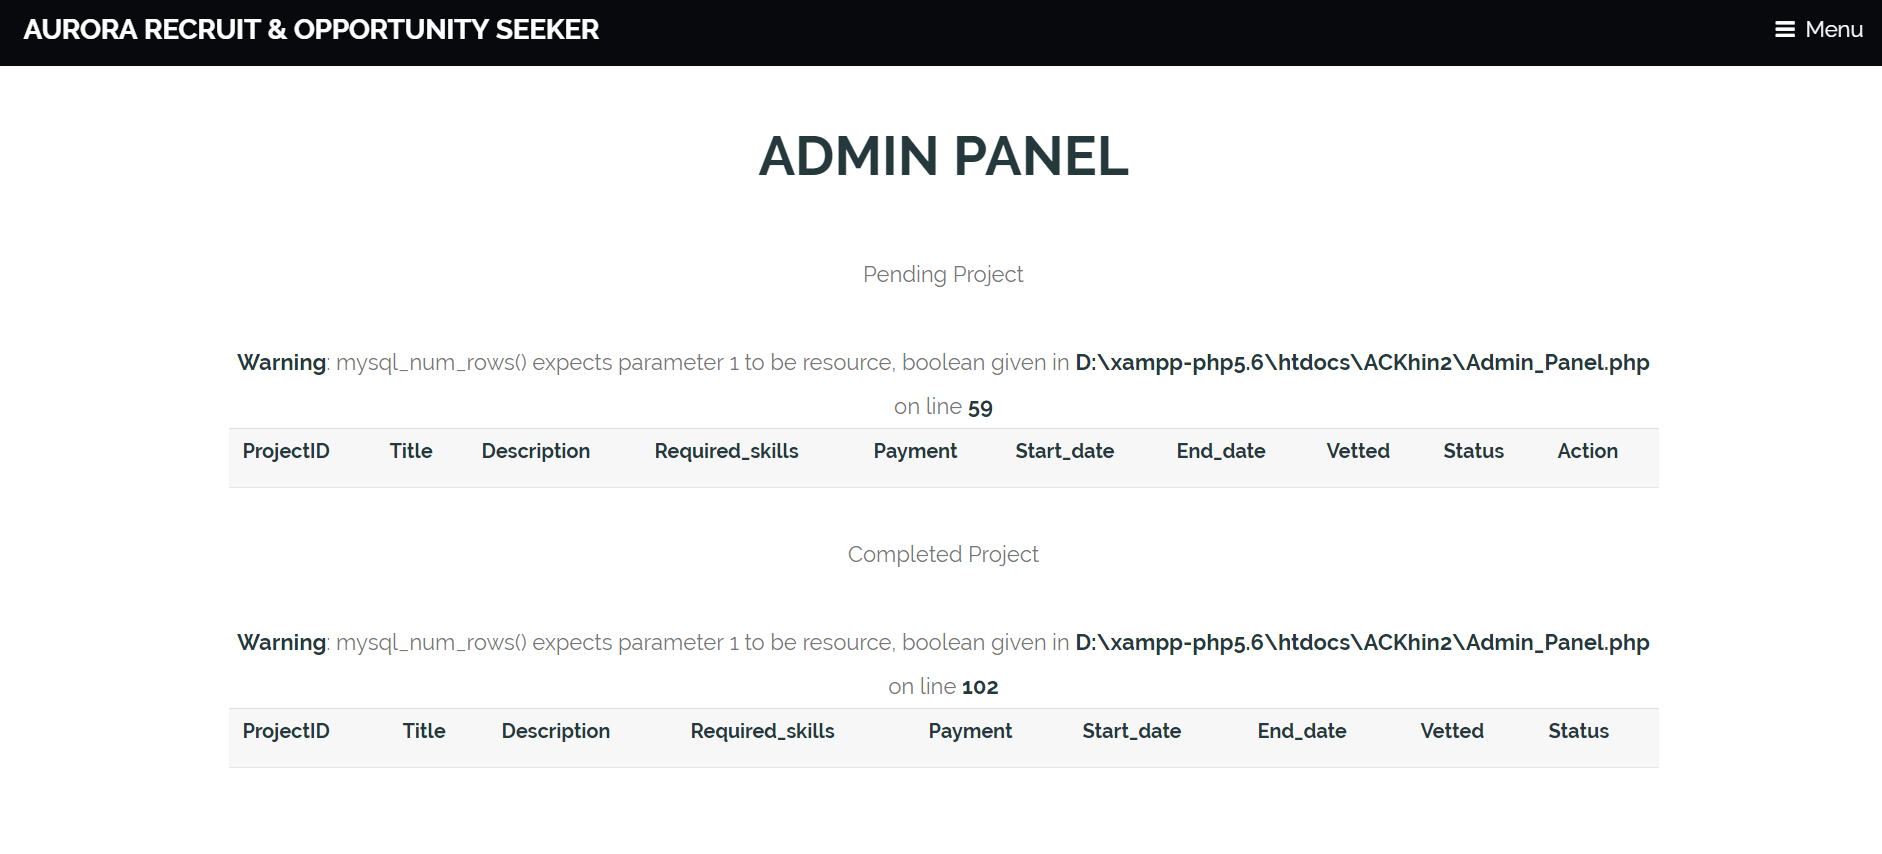 AURORA RECRUIT & OPPORTUNITY SEEKER
Menu
ADMIN PANEL
Pending Project
Warning: mysql_num_rows() expects parameter 1 to be resource, boolean given in D:\xampp-php5.6\htdocs\ACKhin2\Admin_Panel.php
on line 59
ProjectID Title Description Required_skills Payment Start_date End_date Vetted Status Action
Completed Project
Warning: mysql_num_rows() expects parameter 1 to be resource, boolean given in D:\xampp-php5.6\htdocs\ACKhin2\Admin_Panel.php
on line 102
ProjectID Title Description Required_skills Payment Start_date End_date Vetted Status